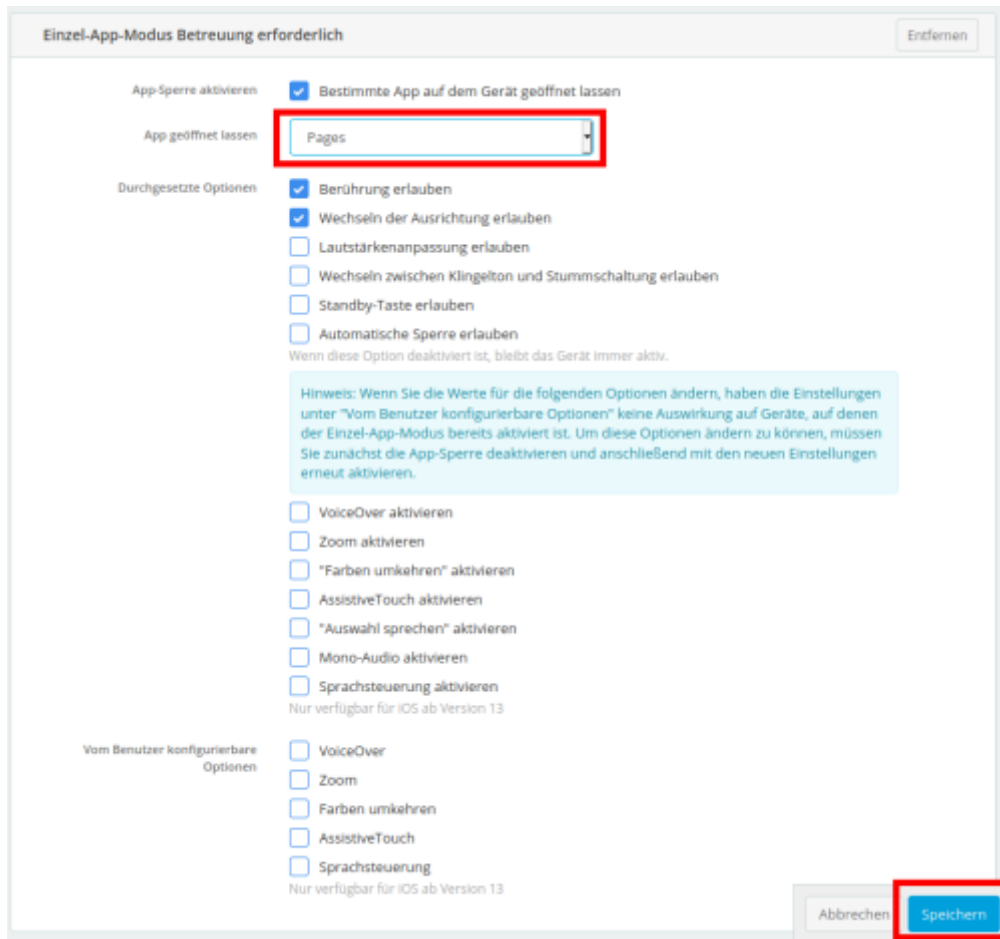 Einzel-App-Modus Betreuung erforderlich
Entfernen
App-Sperre aktivieren
Bestimmte App auf dem Gerät geöffnet lassen
App geöffnet lassen
Pages
Durchgesetzte Optionen
Berührung erlauben
Wechseln der Ausrichtung erlauben
Lautstärkenanpassung erlauben
Wechseln zwischen Klingelton und Stummschaltung erlauben
Standby-Taste erlauben
Automatische Sperre erlauben
Wenn diese Option deaktiviert ist, bleibt das Gerät immer aktiv.
Hinweis: Wenn Sie die Werte für die folgenden Optionen ändern, haben die Einstellungen
unter "Vom Benutzer konfigurierbare Optionen" keine Auswirkung auf Geräte, auf denen
der Einzel-App-Modus bereits aktiviert ist. Um diese Optionen ändern zu können, müssen
Sie zunächst die App-Sperre deaktivieren und anschließend mit den neuen Einstellungen
erneut aktivieren.
VoiceOver aktivieren
Zoom aktivieren
"Farben umkehren" aktivieren
AssistiveTouch aktivieren
"Auswahl sprechen" aktivieren
Mono-Audio aktivieren
Sprachsteuerung aktivieren
Nur verfügbar für iOS ab Version 13
Vom Benutzer konfigurierbare
Optionen
VoiceOver
Zoom
Farben umkehren
AssistiveTouch
Sprachsteuerung
Nur verfügbar für iOS ab Version 13
Abbrechen
Speichern